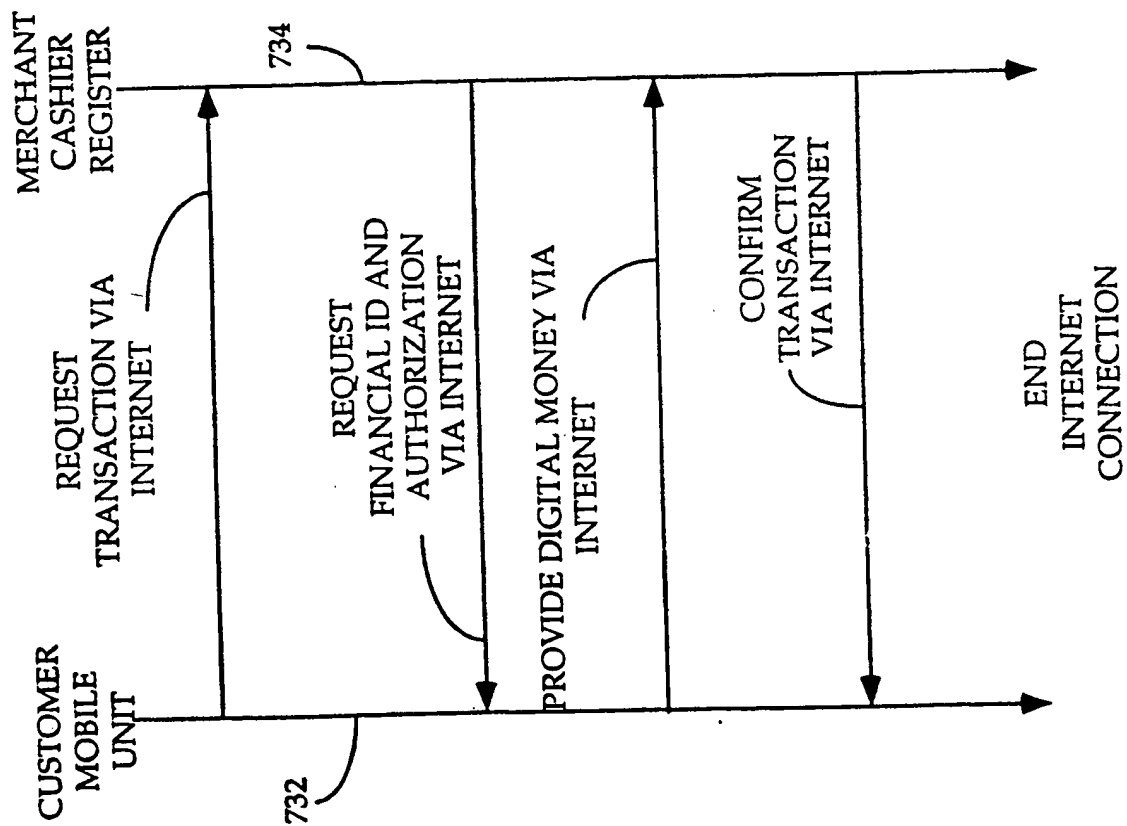 CUSTOMER
MOBILE
UNIT
MERCHANT
CASHIER
REGISTER
732
734
REQUEST
TRANSACTION VIA
INTERNET
REQUEST
FINANCIAL ID AND
AUTHORIZATION
VIA INTERNET
PROVIDE DIGITAL MONEY VIA
INTERNET
CONFIRM
TRANSACTION
VIA INTERNET
END
INTERNET
CONNECTION